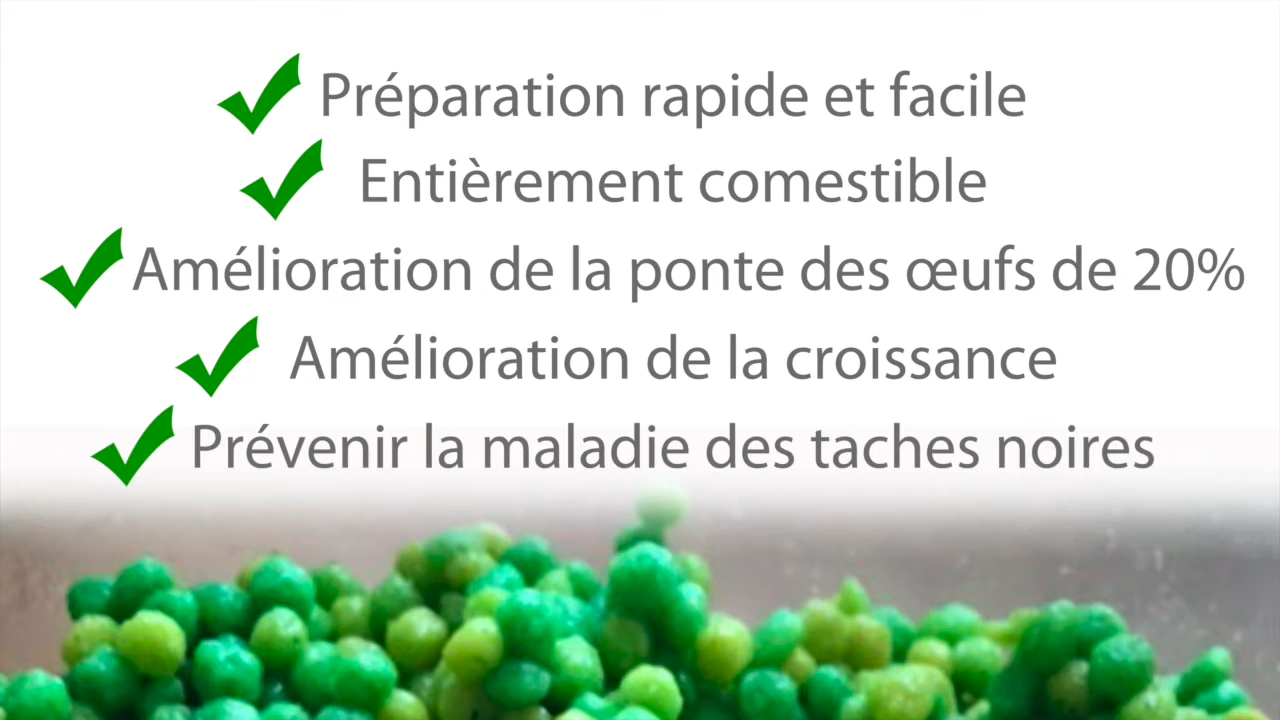 Préparation rapide et facile
Entièrement comestible
Amélioration de la ponte des œufs de 20%
Amélioration de la croissance
Prévenir la maladie des taches noires